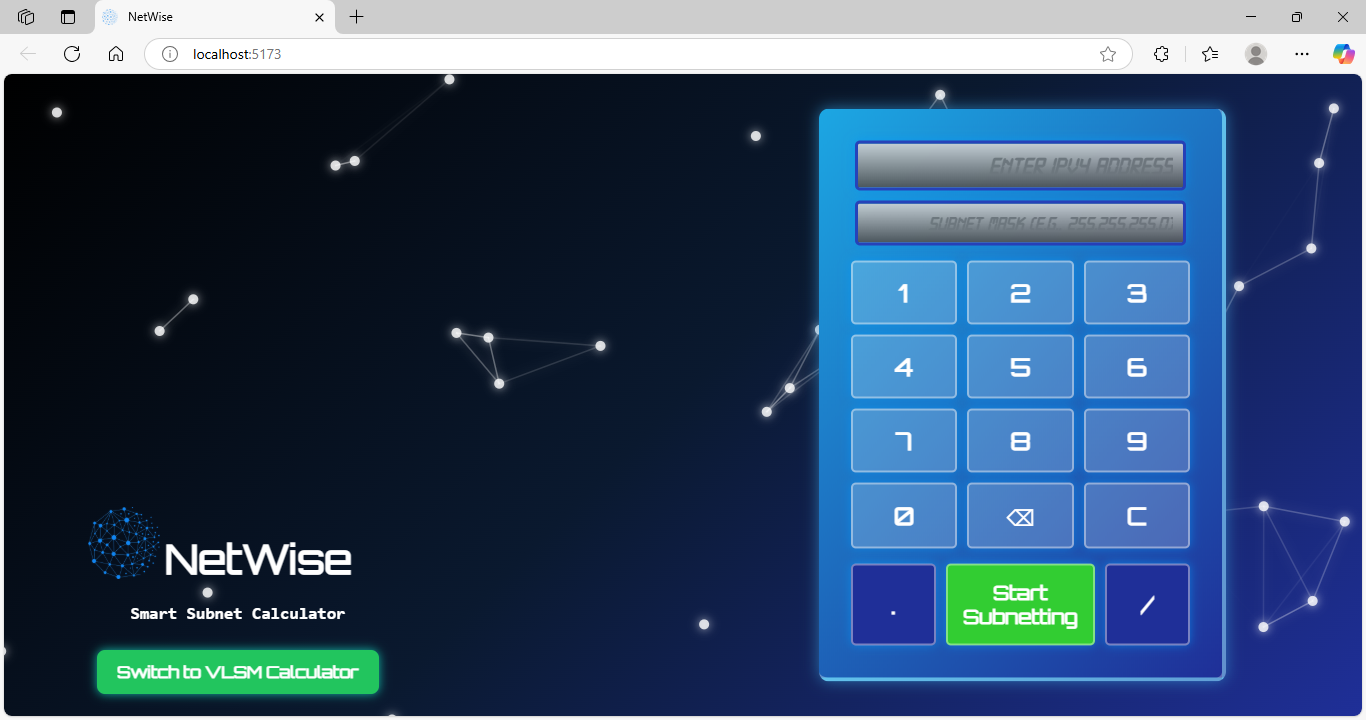 NetWise
localhost:5173
ENTER IPV4 ADDRESS
SUBNET MASK (E.G., 255.255.255.0)
1 2 3
4 5 6
7 8 9
0 ⌫ C
. Start Subnetting /
NetWise
Smart Subnet Calculator
Switch to VLSM Calculator